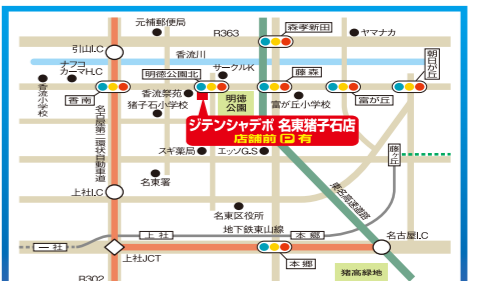 元補郵便局
R363
森孝新田
ヤマナカ
引山I.C
香流川
朝日が丘
ナフコ
カーマH.C
サークルK
明徳公園北
藤森
香流小学校
香南
香流祭苑
明徳
公園
富が丘
猪子石小学校
富が丘小学校
ジテンシャデポ 名東猪子石店
店舗前 P 有
名古屋第二環状自動車道
スギ薬局
エッソG.S
藤ヶ丘
名東署
上社I.C
東名高速道路
名東区役所
地下鉄東山線
一社
上社
本郷
名古屋I.C
上社JCT
本郷
猪高緑地
R302